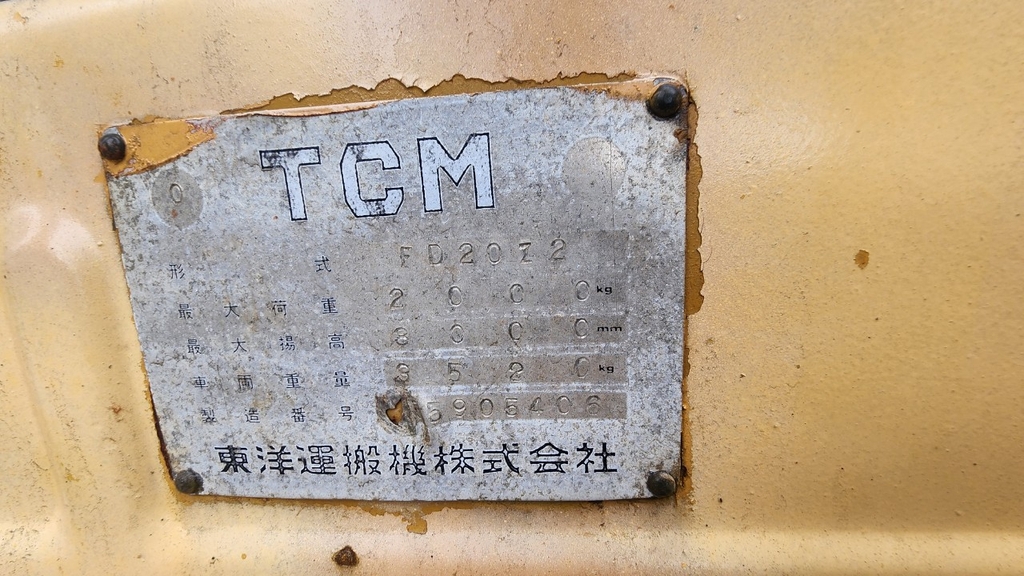 TCM
0
形式 FD20Z2
最大荷重 2000kg
最大揚高 3000mm
車両重量 3520kg
製造番号 5905406
東洋運搬機株式会社